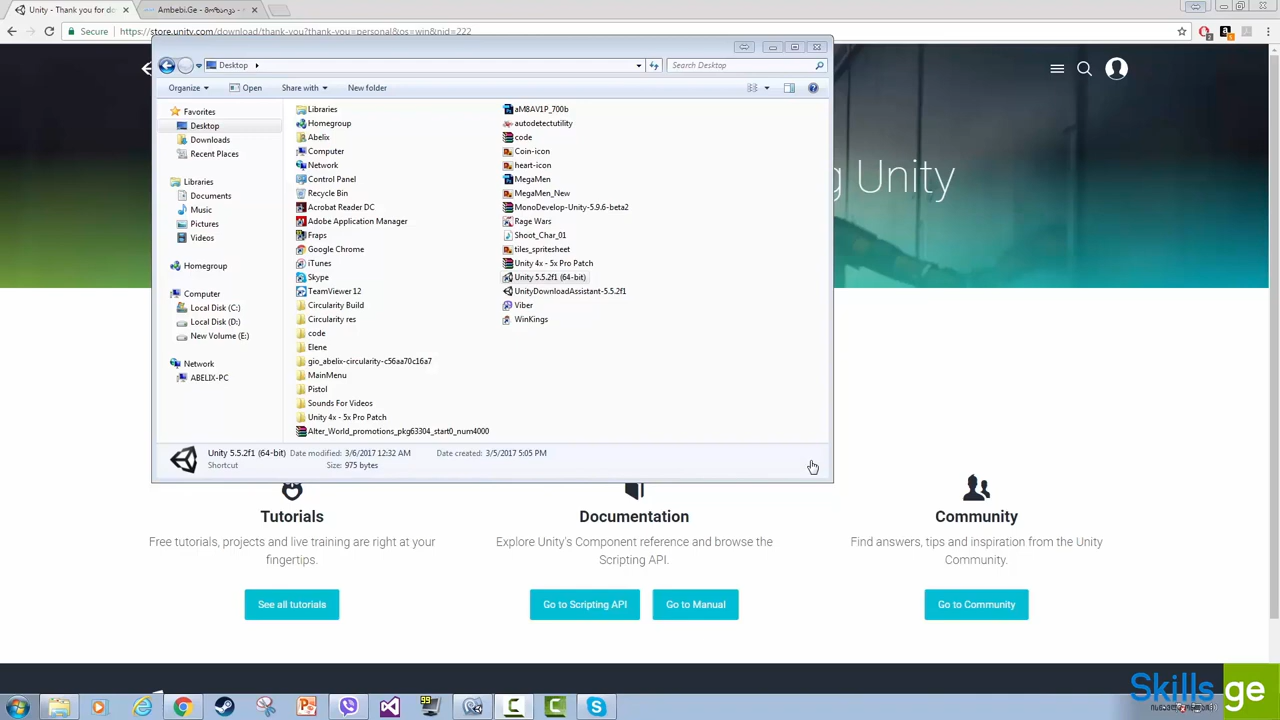 Unity - Thank you for do
Ambebi.Ge -
Secure
https://store.unity.com/download/thank-you?thank-you=personal&os=win&nid=222
g Unity
Desktop
Search Desktop
Organize
Open
Share with
New folder
Favorites
Desktop
Downloads
Recent Places
Libraries
Documents
Music
Pictures
Videos
Homegroup
Computer
Local Disk (C:)
Local Disk (D:)
New Volume (E:)
Network
ABELIX-PC
Libraries
Homegroup
Abelix
Computer
Network
Control Panel
Recycle Bin
Acrobat Reader DC
Adobe Application Manager
Fraps
Google Chrome
iTunes
Skype
TeamViewer 12
Circularity Build
Circularity res
code
Elene
gio_abelix-circularity-c56aa70c16a7
MainMenu
Pistol
Sounds For Videos
Unity 4x - 5x Pro Patch
Alter_World_promotions_pkg63304_start0_num4000
aM8AV1P_700b
autodetectutility
code
Coin-icon
heart-icon
MegaMen
MegaMen_New
MonoDevelop-Unity-5.9.6-beta2
Rage Wars
Shoot_Char_01
tiles_spritesheet
Unity 4x - 5x Pro Patch
Unity 5.5.2f1 (64-bit)
UnityDownloadAssistant-5.5.2f1
Viber
WinKings
Unity 5.5.2f1 (64-bit) Date modified: 3/6/2017 12:32 AM Date created: 3/5/2017 5:05 PM
Shortcut Size: 975 bytes
Tutorials
Free tutorials, projects and live training are right at your
fingertips.
See all tutorials
Documentation
Explore Unity's Component reference and browse the
Scripting API.
Go to Scripting API
Go to Manual
Community
Find answers, tips and inspiration from the Unity
Community.
Go to Community
99
Skills ge